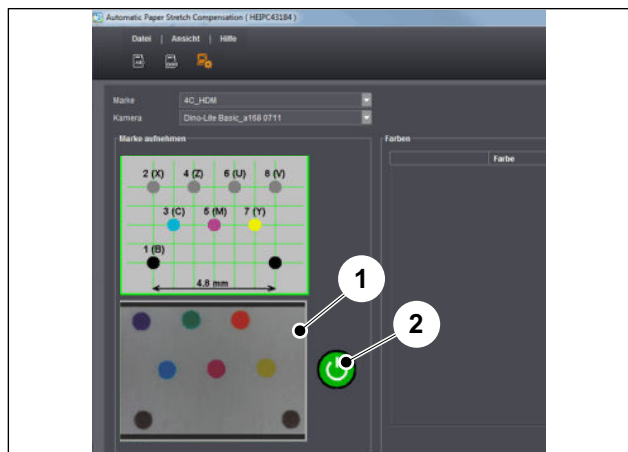 Automatic Paper Stretch Compensation ( HEIPC43184 )
Datei | Ansicht | Hilfe
Marke 4C_HDM
Kamera Dino-Lite Basic_a168 0711
Marke aufnehmen
Farben
Farbe
2 (X) 4 (Z) 6 (U) 8 (V)
3 (C) 5 (M) 7 (Y)
1 (B)
4.8 mm
1
2